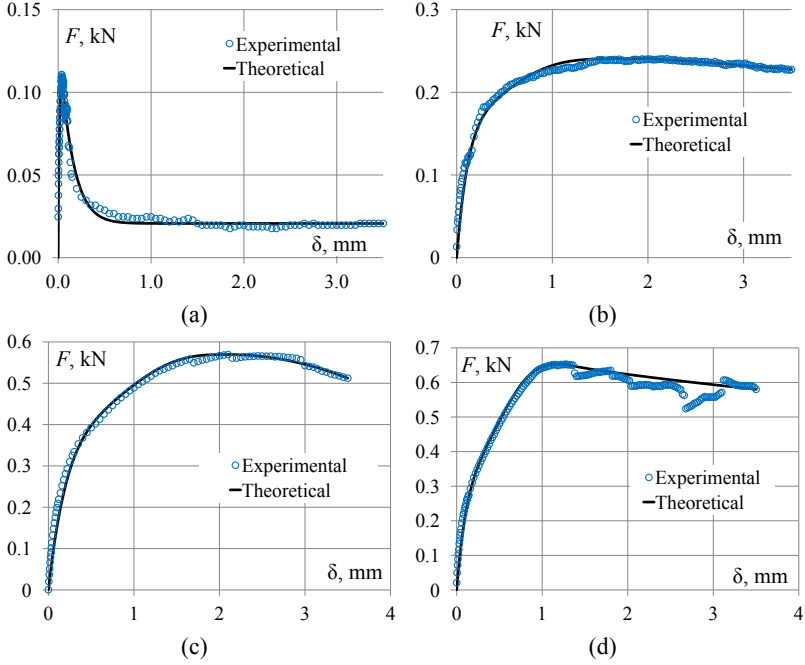 F, kN
0.15
Experimental
Theoretical
0.10
0.05
δ, mm
0.00
0.0 1.0 2.0 3.0
(a)
0.3
F, kN
0.2
Experimental
Theoretical
0.1
δ, mm
0
0 1 2 3
(b)
0.6
F, kN
0.5
0.4
0.3
Experimental
Theoretical
0.2
0.1
δ, mm
0
0 1 2 3 4
(c)
0.7
F, kN
0.6
0.5
0.4
0.3
Experimental
Theoretical
0.2
0.1
δ, mm
0
0 1 2 3 4
(d)